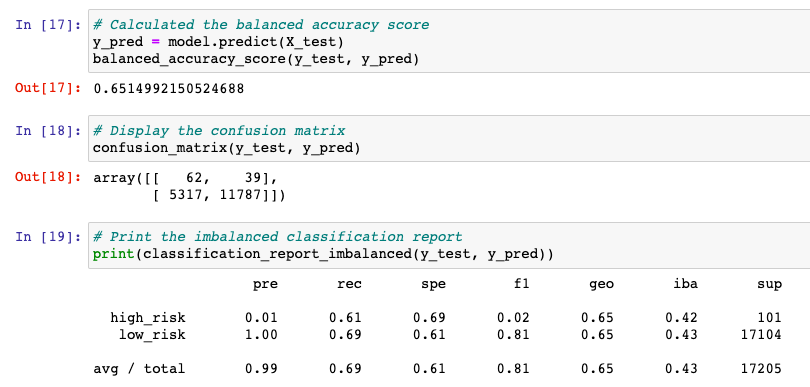 In [17]: # Calculated the balanced accuracy score
y_pred = model.predict(X_test)
balanced_accuracy_score(y_test, y_pred)
Out[17]: 0.6514992150524688
In [18]: # Display the confusion matrix
confusion_matrix(y_test, y_pred)
Out[18]: array([[   62,    39],
       [ 5317, 11787]])
In [19]: # Print the imbalanced classification report
print(classification_report_imbalanced(y_test, y_pred))
pre rec spe f1 geo iba sup
high_risk 0.01 0.61 0.69 0.02 0.65 0.42 101
low_risk 1.00 0.69 0.61 0.81 0.65 0.43 17104
avg / total 0.99 0.69 0.61 0.81 0.65 0.43 17205